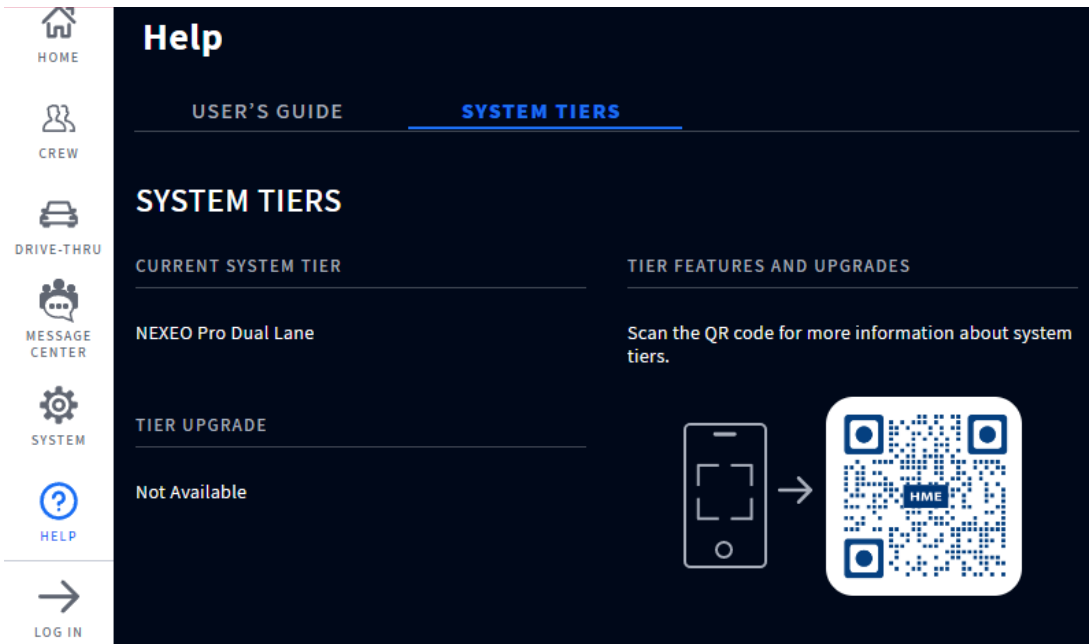 HOME
CREW
DRIVE-THRU
MESSAGE
CENTER
SYSTEM
HELP
LOG IN
Help
USER'S GUIDE
SYSTEM TIERS
SYSTEM TIERS
CURRENT SYSTEM TIER
NEXEO Pro Dual Lane
TIER UPGRADE
Not Available
TIER FEATURES AND UPGRADES
Scan the QR code for more information about system
tiers.
HME